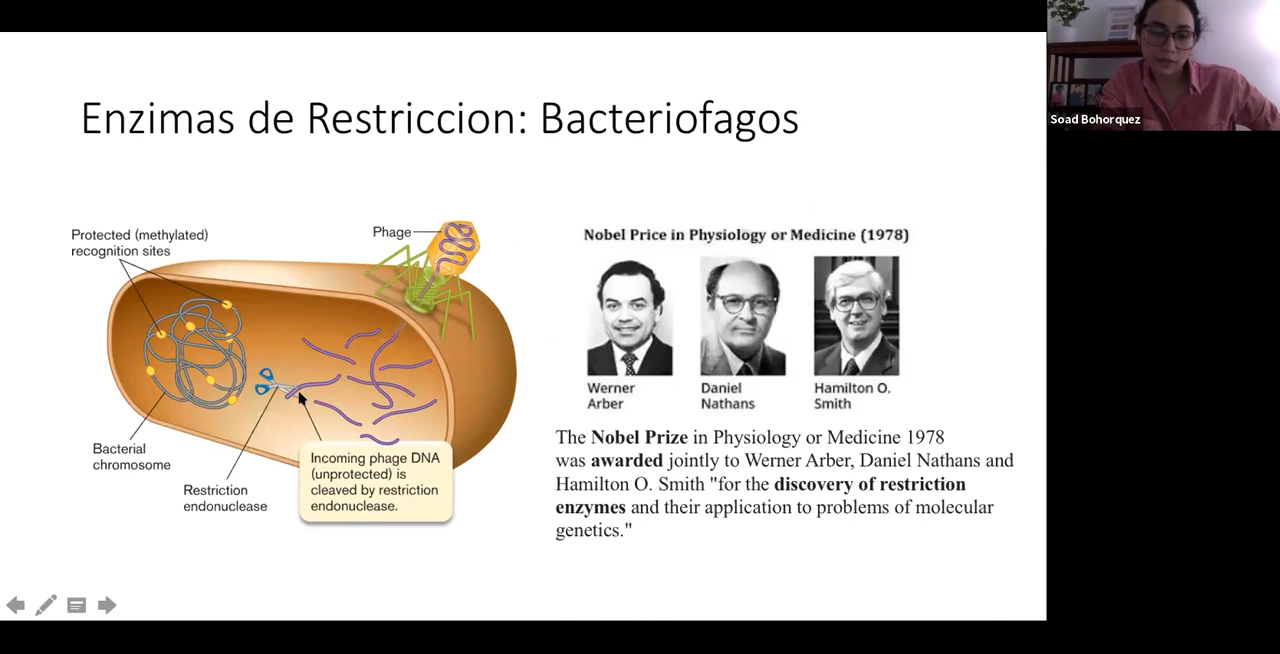 Enzimas de Restriccion: Bacteriofagos
Protected (methylated)
recognition sites
Phage
Bacterial
chromosome
Restriction
endonuclease
Incoming phage DNA
(unprotected) is
cleaved by restriction
endonuclease.
Nobel Price in Physiology or Medicine (1978)
Werner
Arber
Daniel
Nathans
Hamilton O.
Smith
The Nobel Prize in Physiology or Medicine 1978
was awarded jointly to Werner Arber, Daniel Nathans and
Hamilton O. Smith "for the discovery of restriction
enzymes and their application to problems of molecular
genetics."
Soad Bohorquez